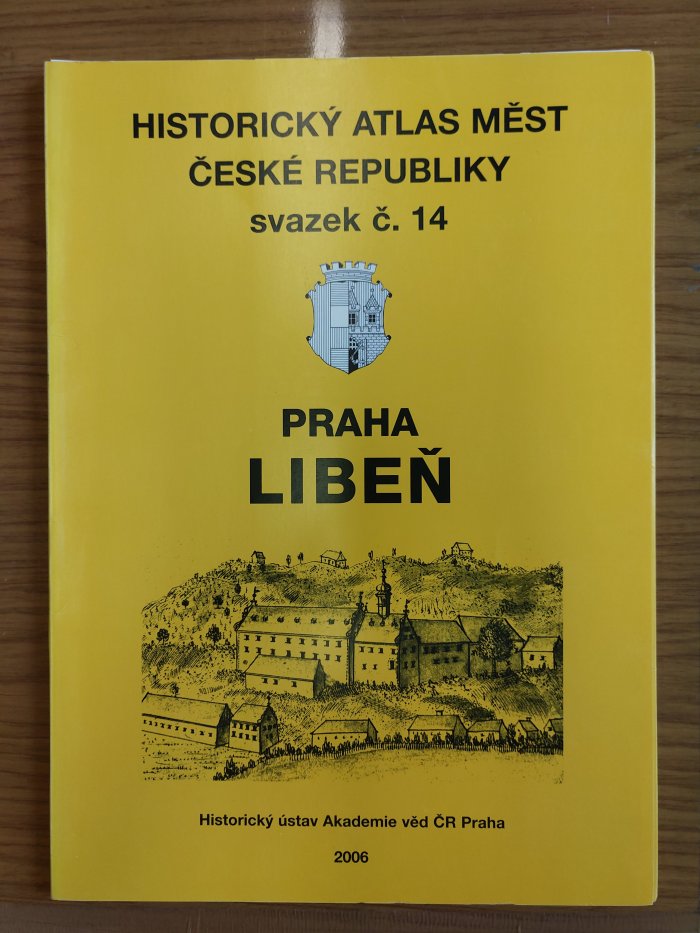 HISTORICKÝ ATLAS MĚST
ČESKÉ REPUBLIKY
svazek č. 14
PRAHA
LIBEŇ
Historický ústav Akademie věd ČR Praha
2006